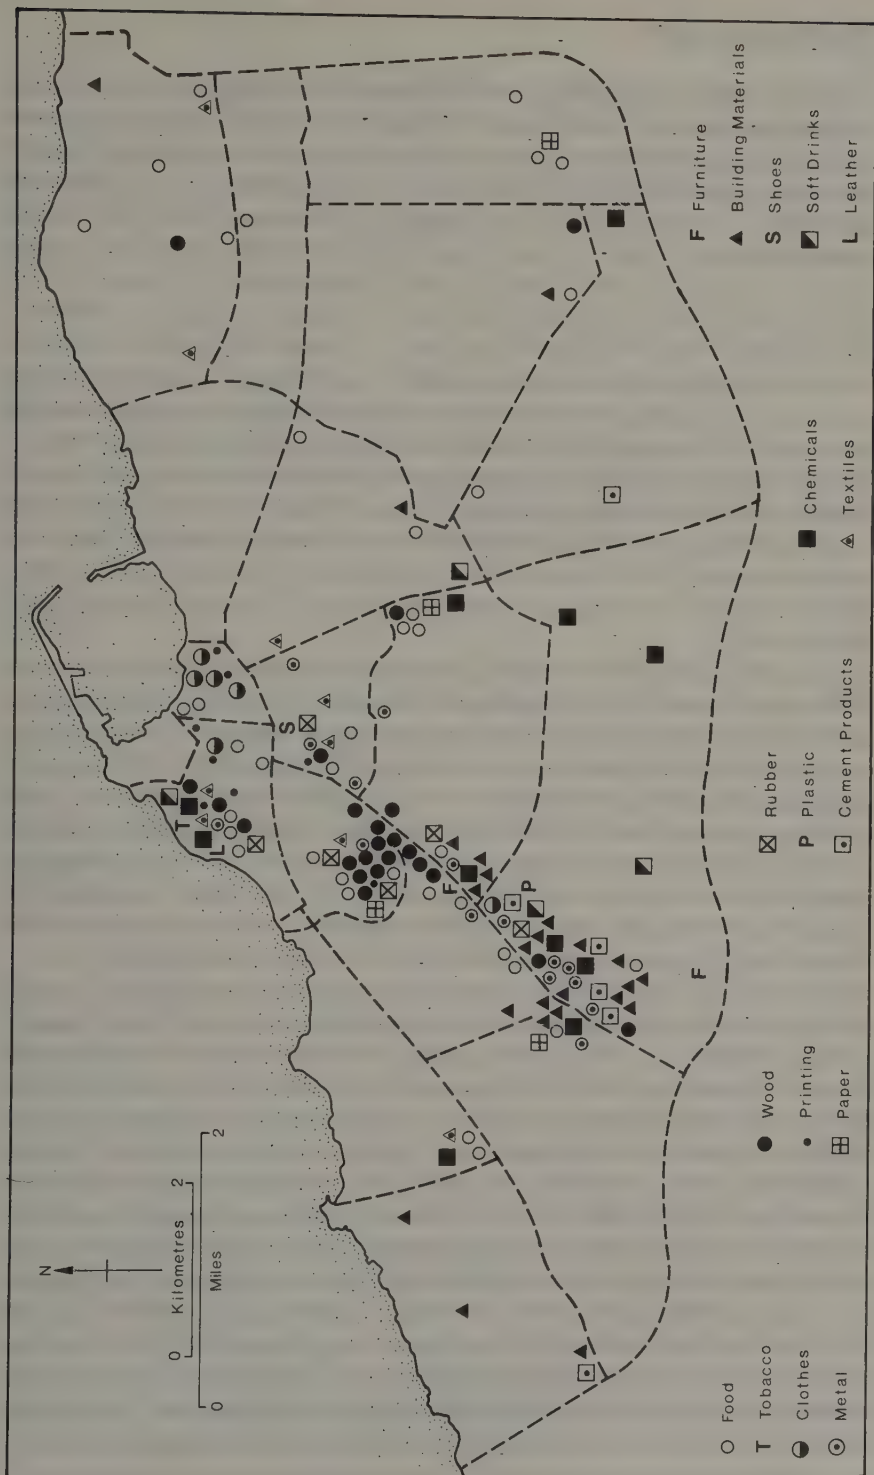 N
0 2
Kilometres
0 2
Miles
T
L
S
F
P
F
Food
T Tobacco
Clothes
Metal
Wood
Printing
Paper
Rubber
P Plastic
Cement Products
Chemicals
Textiles
F Furniture
Building Materials
S Shoes
Soft Drinks
L Leather